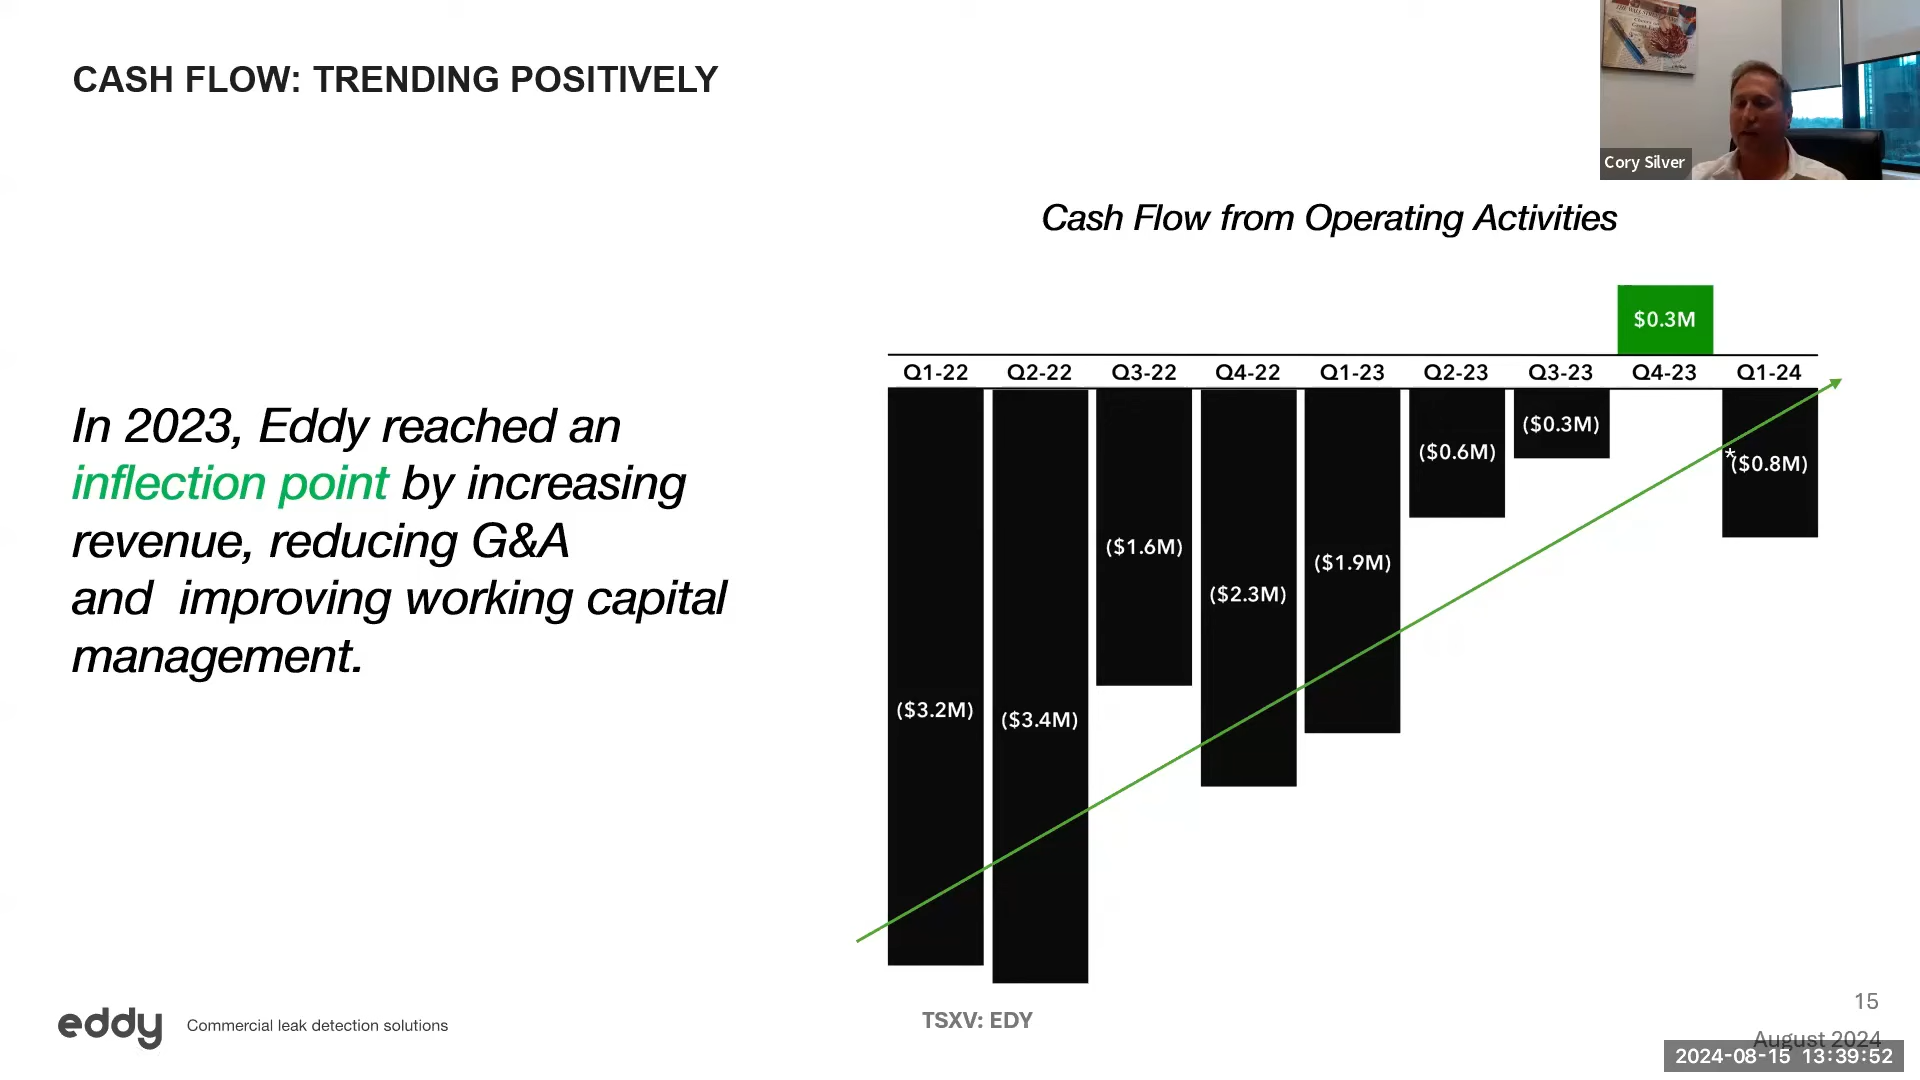 CASH FLOW: TRENDING POSITIVELY
Cory Silver
Cash Flow from Operating Activities
$0.3M
Q1-22 Q2-22 Q3-22 Q4-22 Q1-23 Q2-23 Q3-23 Q4-23 Q1-24
In 2023, Eddy reached an
inflection point by increasing
revenue, reducing G&A
and  improving working capital
management.
($3.2M)
($3.4M)
($1.6M)
($2.3M)
($1.9M)
($0.6M)
($0.3M)
*($0.8M)
eddy
Commercial leak detection solutions
TSXV: EDY
15
August 2024
2024-08-15 13:39:52